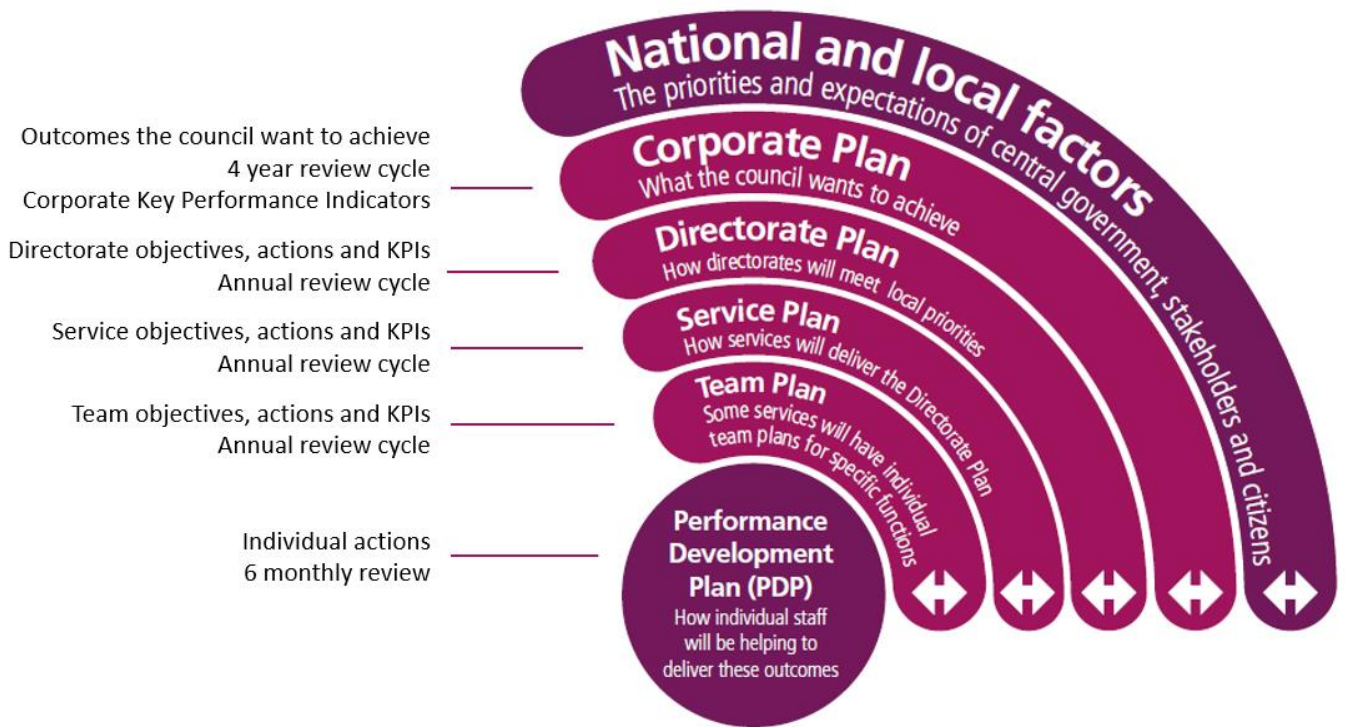 National and local factors
The priorities and expectations of central government, stakeholders and citizens
Outcomes the council want to achieve
4 year review cycle
Corporate Key Performance Indicators
Corporate Plan
What the council wants to achieve
Directorate objectives, actions and KPIs
Annual review cycle
Directorate Plan
How directorates will meet local priorities
Service objectives, actions and KPIs
Annual review cycle
Service Plan
How services will deliver the Directorate Plan
Team objectives, actions and KPIs
Annual review cycle
Team Plan
Some services will have individual
team plans for specific functions
Individual actions
6 monthly review
Performance
Development
Plan (PDP)
How individual staff
will be helping to
deliver these outcomes